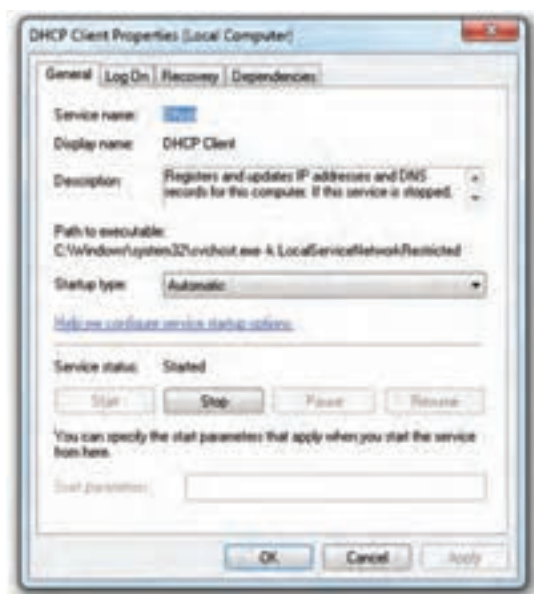 DHCP Client Properties (Local Computer)
General Log On Recovery Dependencies
Service name: Dhcp
Display name: DHCP Client
Description: Registers and updates IP addresses and DNS
records for this computer. If this service is stopped,
Path to executable:
C:\Windows\system32\svchost.exe -k LocalServiceNetworkRestricted
Startup type: Automatic
Help me configure service startup options.
Service status: Started
Start Stop Pause Resume
You can specify the start parameters that apply when you start the service
from here.
Start parameters:
OK Cancel Apply